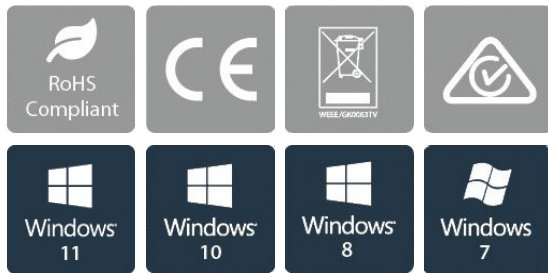 RoHS
Compliant
CE
WEEE/GK0063TV
Windows
11
Windows
10
Windows
8
Windows
7